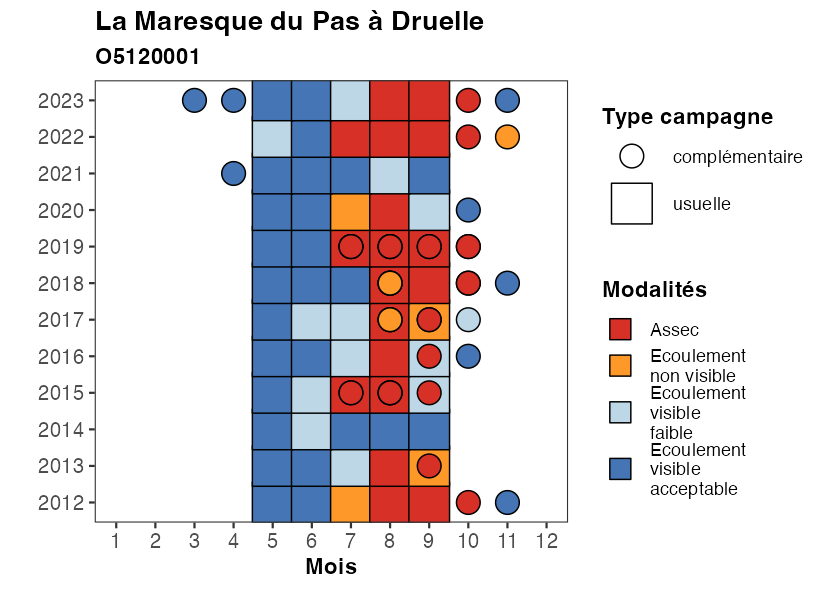 La Maresque du Pas à Druelle
O5120001
2023
2022
2021
2020
2019
2018
2017
2016
2015
2014
2013
2012
1 2 3 4 5 6 7 8 9 10 11 12
Mois
Type campagne
complémentaire
usuelle
Modalités
Assec
Ecoulement
non visible
Ecoulement
visible
faible
Ecoulement
visible
acceptable